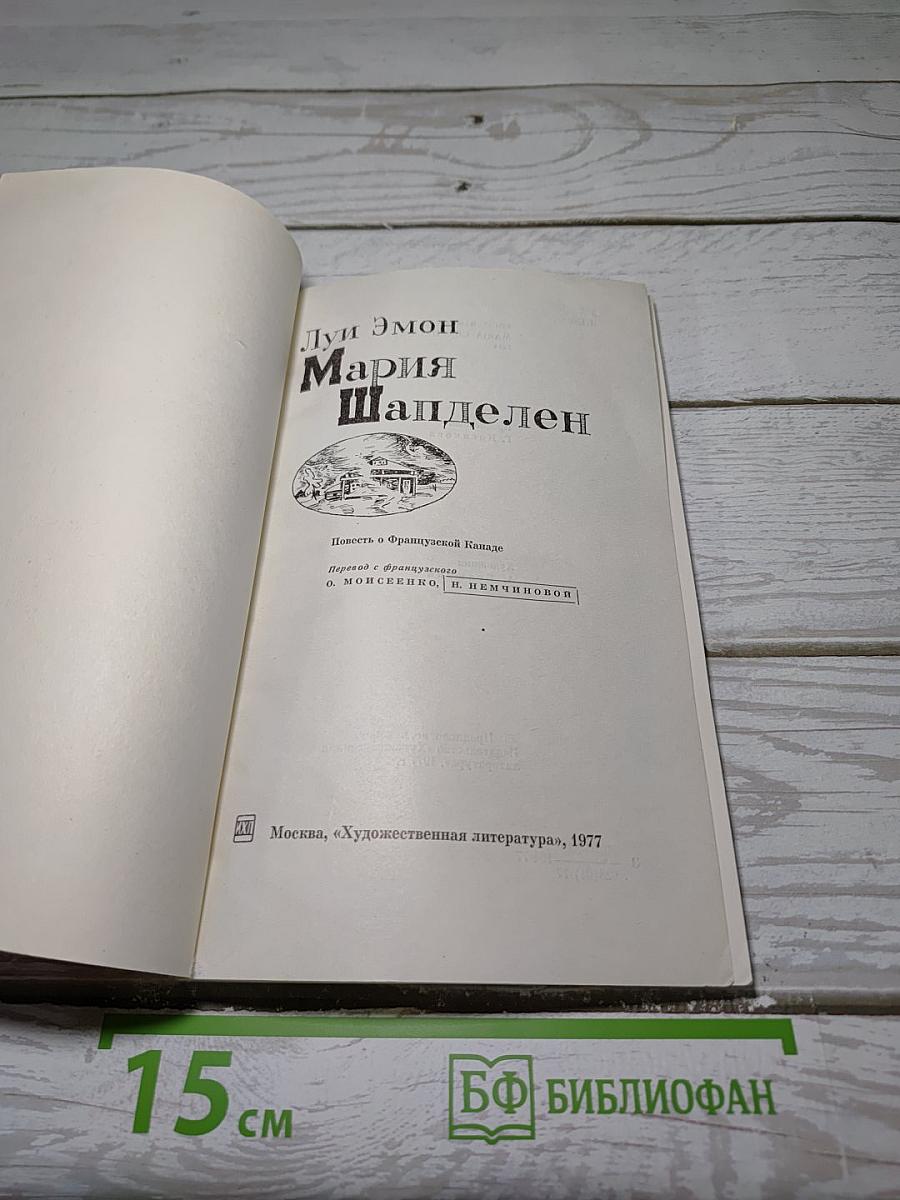 Луи Эмон
Мария
Шапделен
Повесть о Французской Канаде
Перевод с французского
О. МОИСЕЕНКО, Н. НЕМЧИНОВОЙ
Москва, «Художественная литература», 1977
15 см
БФ БИБЛИОФАН